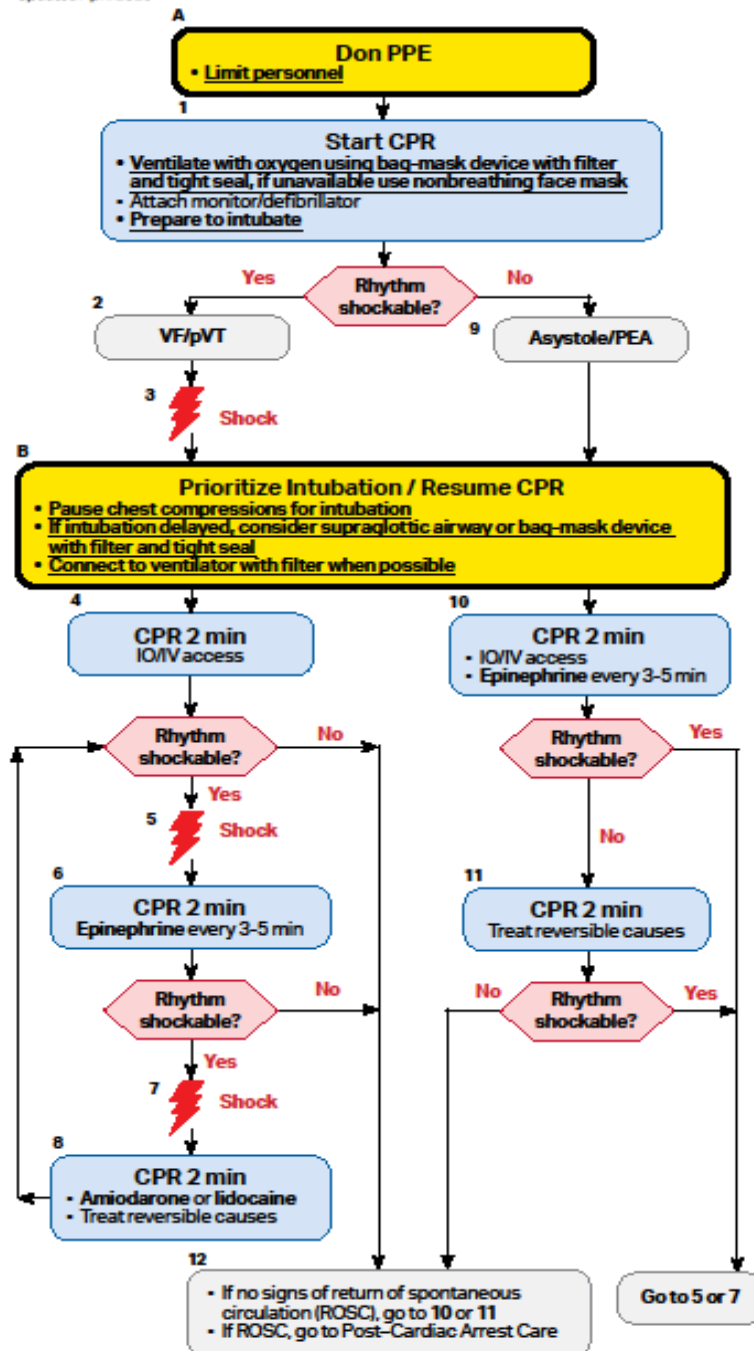 A
Don PPE
• Limit personnel
1
Start CPR
• Ventilate with oxygen using bag-mask device with filter
and tight seal, if unavailable use nonbreathing face mask
• Attach monitor/defibrillator
• Prepare to intubate
Yes
Rhythm
shockable?
No
2
VF/pVT
9
Asystole/PEA
3
Shock
B
Prioritize Intubation / Resume CPR
• Pause chest compressions for intubation
• If intubation delayed, consider supraglottic airway or bag-mask device
with filter and tight seal
• Connect to ventilator with filter when possible
4
CPR 2 min
IO/IV access
10
CPR 2 min
• IO/IV access
• Epinephrine every 3-5 min
Rhythm
shockable?
No
Rhythm
shockable?
Yes
Yes
5
Shock
No
6
CPR 2 min
Epinephrine every 3-5 min
11
CPR 2 min
Treat reversible causes
Rhythm
shockable?
No
No
Rhythm
shockable?
Yes
Yes
7
Shock
8
CPR 2 min
• Amiodarone or lidocaine
• Treat reversible causes
12
• If no signs of return of spontaneous
circulation (ROSC), go to 10 or 11
• If ROSC, go to Post–Cardiac Arrest Care
Go to 5 or 7